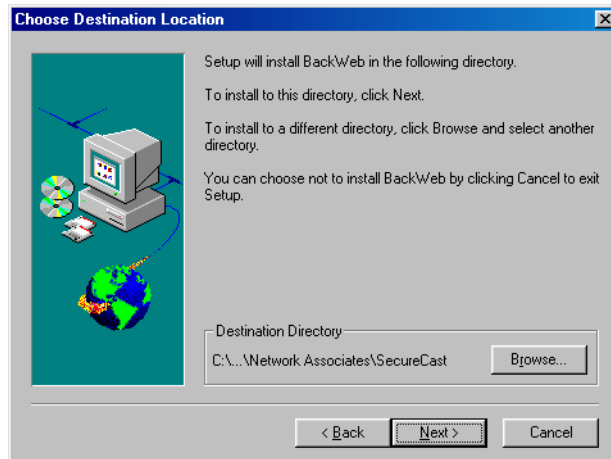 Choose Destination Location
Setup will install BackWeb in the following directory.
To install to this directory, click Next.
To install to a different directory, click Browse and select another
directory.
You can choose not to install BackWeb by clicking Cancel to exit
Setup.
Destination Directory
C:\...\Network Associates\SecureCast
Browse...
< Back
Next >
Cancel